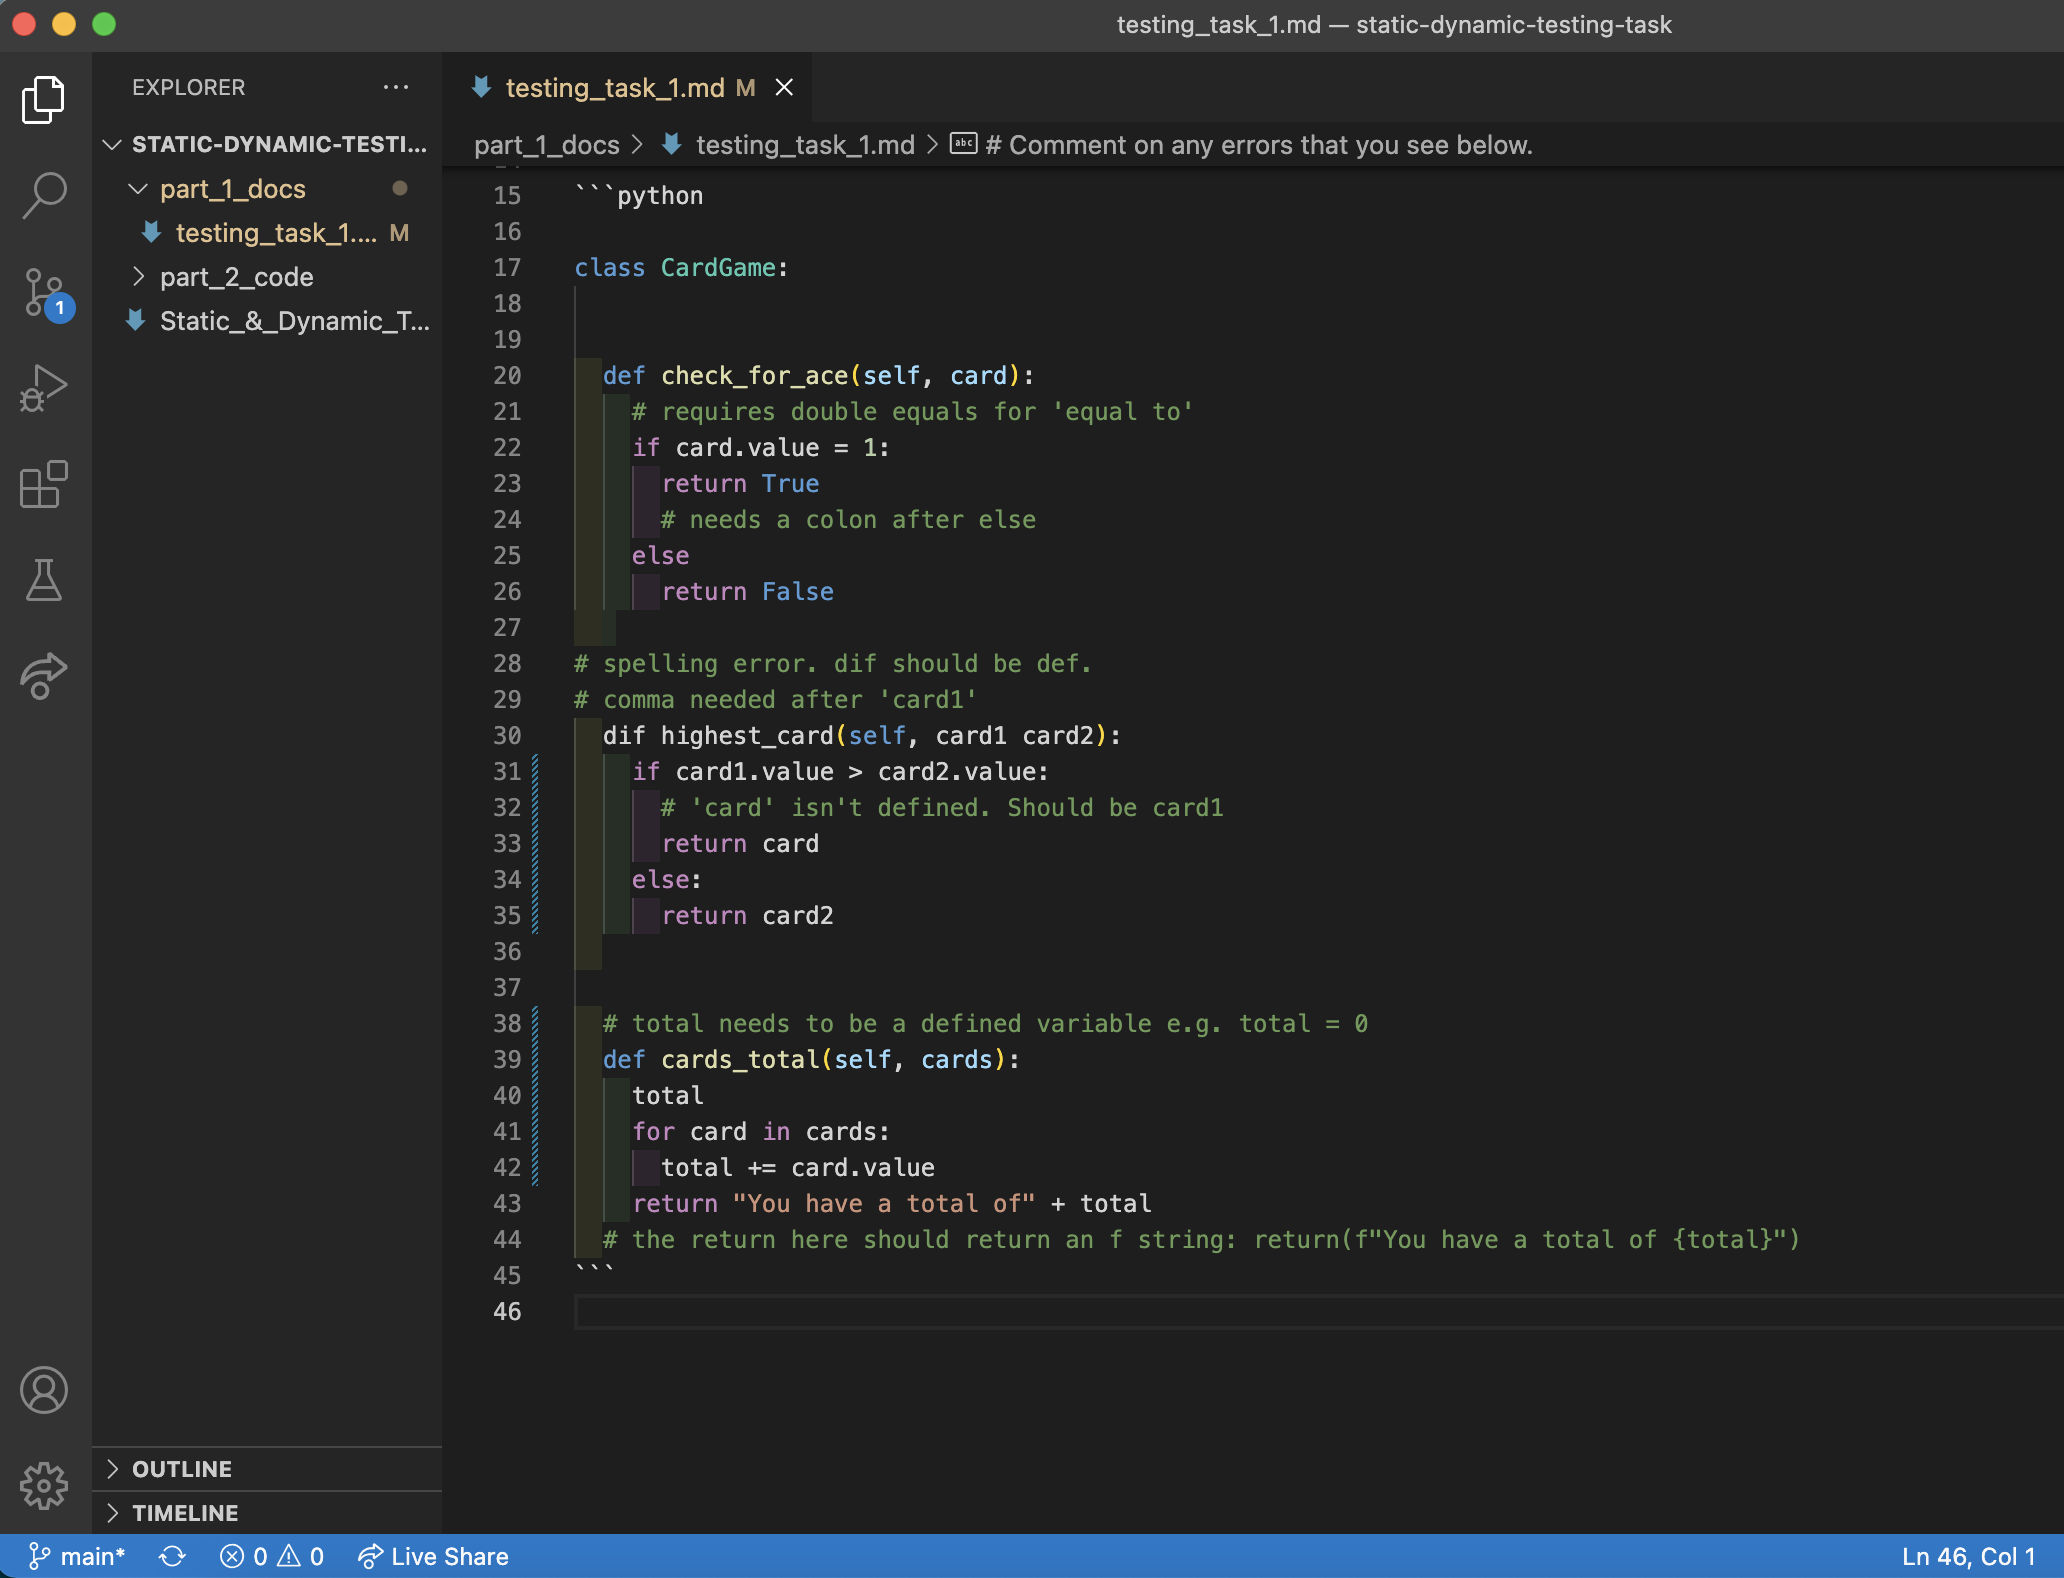 testing_task_1.md — static-dynamic-testing-task
EXPLORER
STATIC-DYNAMIC-TESTI...
part_1_docs
testing_task_1.... M
part_2_code
Static_&_Dynamic_T...
1
OUTLINE
TIMELINE
testing_task_1.md M
part_1_docs > testing_task_1.md > abc # Comment on any errors that you see below.
15 ```python
16
17 class CardGame:
18
19
20   def check_for_ace(self, card):
21     # requires double equals for 'equal to'
22     if card.value = 1:
23       return True
24       # needs a colon after else
25     else
26       return False
27
28 # spelling error. dif should be def.
29 # comma needed after 'card1'
30   dif highest_card(self, card1 card2):
31     if card1.value > card2.value:
32       # 'card' isn't defined. Should be card1
33       return card
34     else:
35       return card2
36
37
38   # total needs to be a defined variable e.g. total = 0
39   def cards_total(self, cards):
40     total
41     for card in cards:
42       total += card.value
43     return "You have a total of" + total
44   # the return here should return an f string: return(f"You have a total of {total}")
45 ```
46
main* 0 0 Live Share Ln 46, Col 1